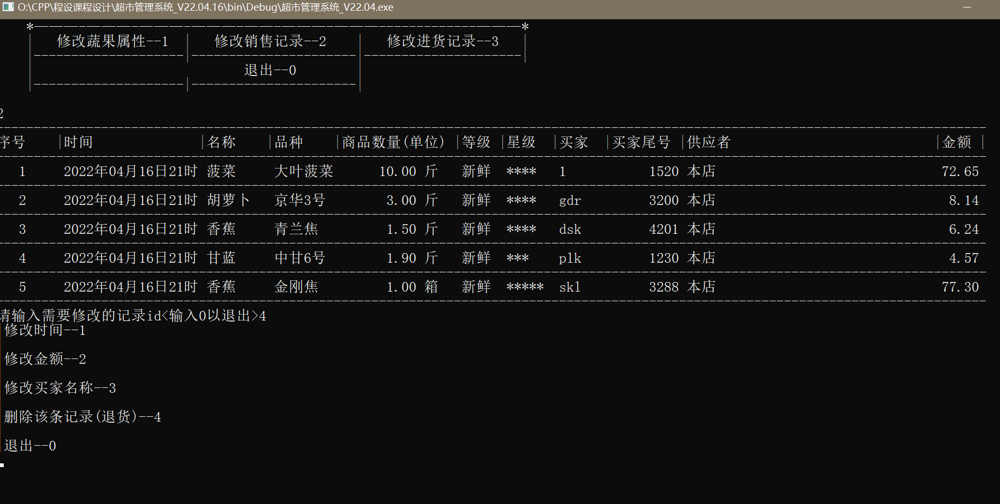 O:\CPP\程设课程设计\超市管理系统_V22.04.16\bin\Debug\超市管理系统_V22.04.exe
*—————————————————————————————————*
| 修改蔬果属性--1 | 修改销售记录--2 | 修改进货记录--3 |
|--------------------|----------------------|---------------------|
退出--0
|--------------------|----------------------|
2
序号 |时间 |名称 |品种 |商品数量(单位) |等级 |星级 |买家 |买家尾号 |供应者 |金额 |
1 2022年04月16日21时 菠菜 大叶菠菜 10.00 斤 新鲜 **** 1 1520 本店 72.65
2 2022年04月16日21时 胡萝卜 京华3号 3.00 斤 新鲜 **** gdr 3200 本店 8.14
3 2022年04月16日21时 香蕉 青兰焦 1.50 斤 新鲜 **** dsk 4201 本店 6.24
4 2022年04月16日21时 甘蓝 中甘6号 1.90 斤 新鲜 *** plk 1230 本店 4.57
5 2022年04月16日21时 香蕉 金刚焦 1.00 箱 新鲜 ***** skl 3288 本店 77.30
请输入需要修改的记录id<输入0以退出>4
修改时间--1
修改金额--2
修改买家名称--3
删除该条记录(退货)--4
退出--0